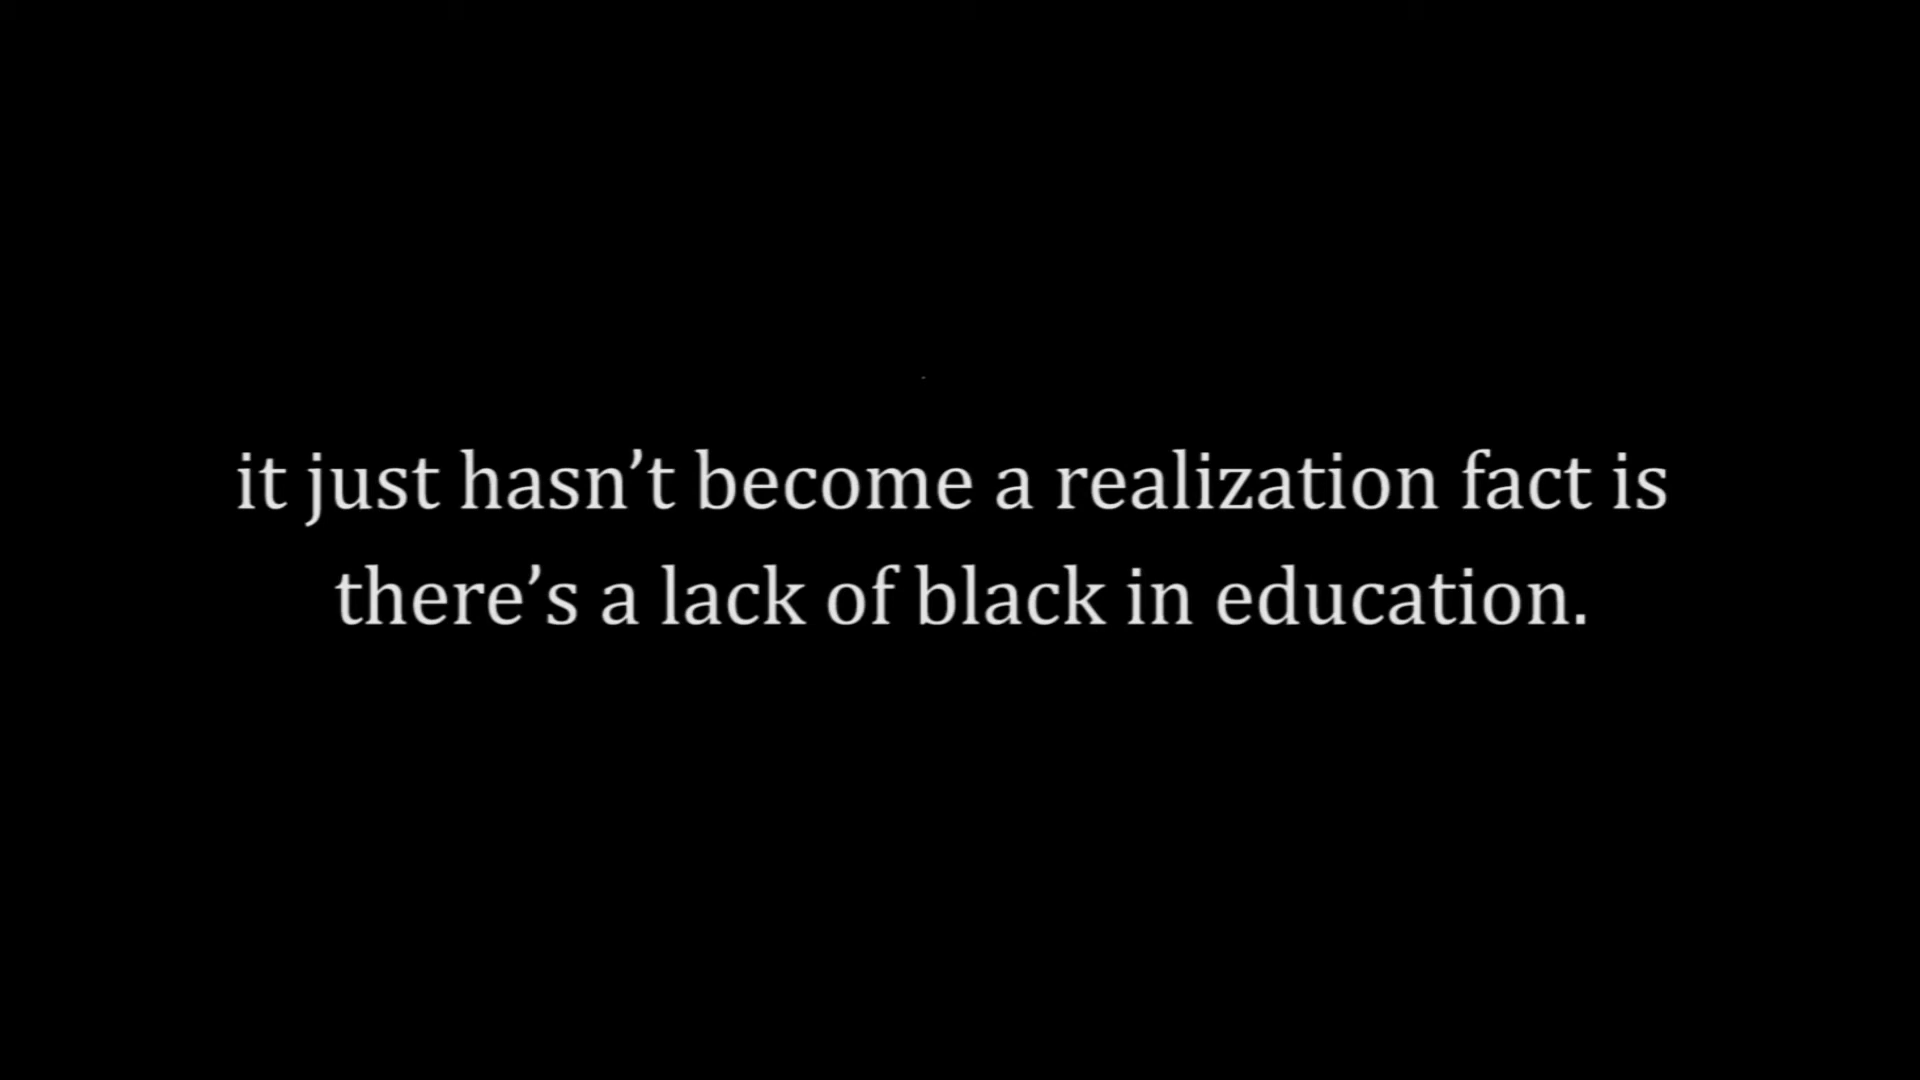 it just hasn’t become a realization fact is
there’s a lack of black in education.